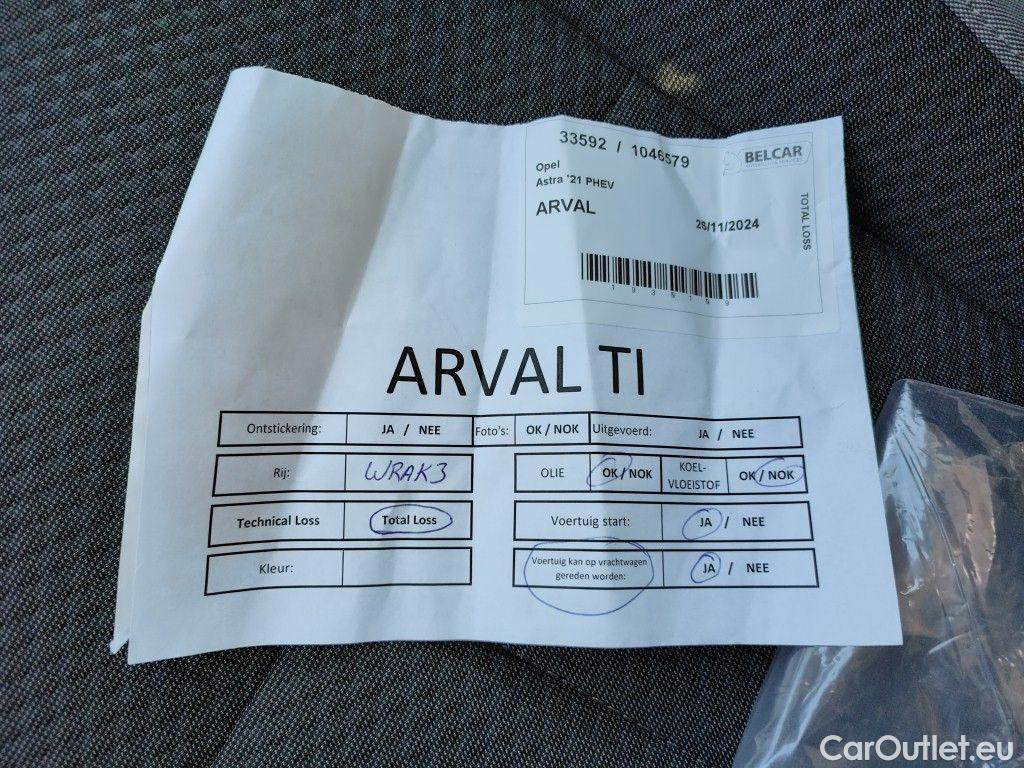 33592 / 1046579
BELCAR
Opel
Astra '21 PHEV
ARVAL
26/11/2024
TOTAL LOSS
1930109
ARVAL TI
Ontstickering: JA / NEE Foto's: OK / NOK Uitgevoerd: JA / NEE
Rij: WRAK3 OLIE OK / NOK KOEL-VLOEISTOF OK / NOK
Technical Loss Total Loss Voertuig start: JA / NEE
Kleur: Voertuig kan op vrachtwagen
gereden worden: JA / NEE
CarOutlet.eu